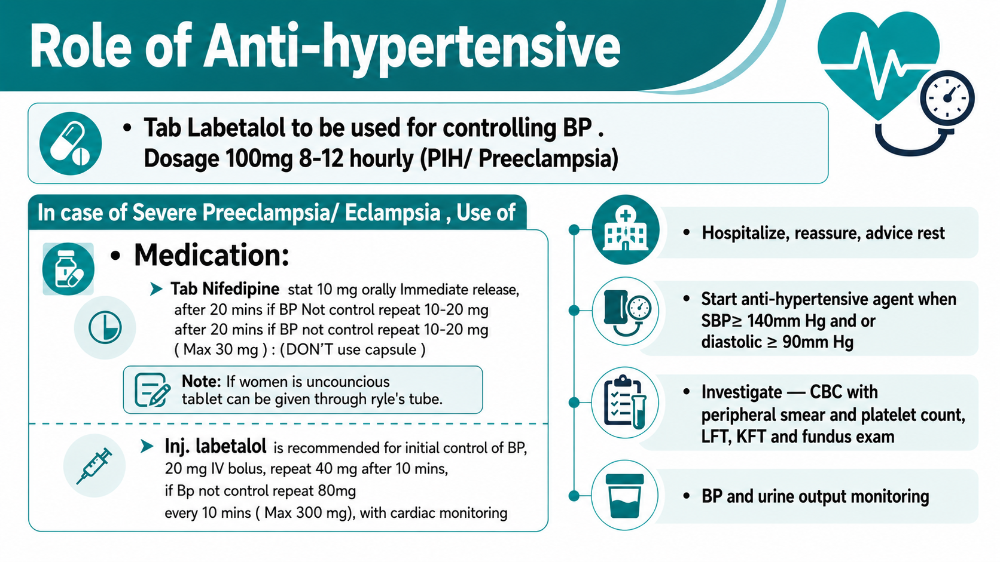 Role of Anti-hypertensive
• Tab Labetalol to be used for controlling BP .
Dosage 100mg 8-12 hourly (PIH/ Preeclampsia)
In case of Severe Preeclampsia/ Eclampsia , Use of
• Medication:
➤ Tab Nifedipine stat 10 mg orally Immediate release,
after 20 mins if BP Not control repeat 10-20 mg
after 20 mins if BP not control repeat 10-20 mg
( Max 30 mg ) : (DON'T use capsule )
Note: If women is uncouncious
tablet can be given through ryle's tube.
➤ Inj. labetalol is recommended for initial control of BP,
20 mg IV bolus, repeat 40 mg after 10 mins,
if Bp not control repeat 80mg
every 10 mins ( Max 300 mg), with cardiac monitoring
• Hospitalize, reassure, advice rest
• Start anti-hypertensive agent when
SBP≥ 140mm Hg and or
diastolic ≥ 90mm Hg
• Investigate — CBC with
peripheral smear and platelet count,
LFT, KFT and fundus exam
• BP and urine output monitoring